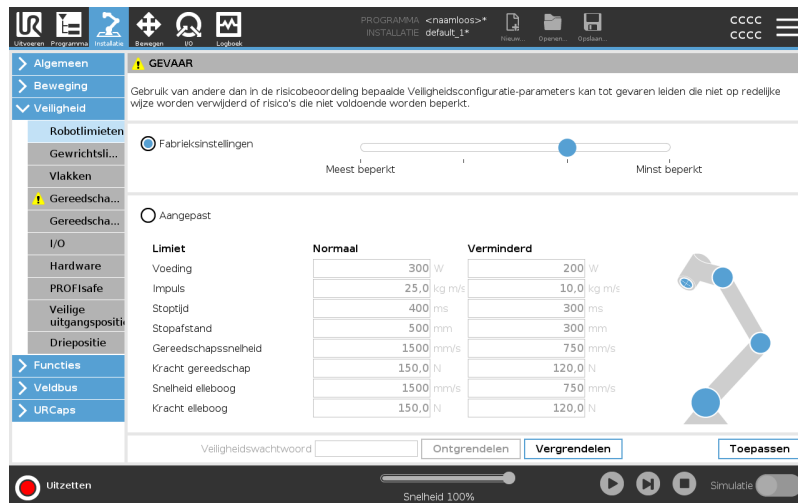 UR
Uitvoeren Programma Installatie Bewegen I/O Logboek
PROGRAMMA <naamloos>*
INSTALLATIE default_1*
Nieuw... Openen... Opslaan...
CCCC
CCCC
Algemeen
Beweging
Veiligheid
Robotlimieten
Gewrichtsli...
Vlakken
Gereedscha...
Gereedscha...
I/O
Hardware
PROFIsafe
Veilige
uitgangspositi
Driepositie
Functies
Veldbus
URCaps
GEVAAR
Gebruik van andere dan in de risicobeoordeling bepaalde Veiligheidsconfiguratie-parameters kan tot gevaren leiden die niet op redelijke
wijze worden verwijderd of risico's die niet voldoende worden beperkt.
Fabrieksinstellingen
Meest beperkt Minst beperkt
Aangepast
Limiet Normaal Verminderd
Voeding 300 W 200 W
Impuls 25,0 kg m/s 10,0 kg m/s
Stoptijd 400 ms 300 ms
Stopafstand 500 mm 300 mm
Gereedschapssnelheid 1500 mm/s 750 mm/s
Kracht gereedschap 150,0 N 120,0 N
Snelheid elleboog 1500 mm/s 750 mm/s
Kracht elleboog 150,0 N 120,0 N
Veiligheidswachtwoord Ontgrendelen Vergrendelen Toepassen
Uitzetten
Snelheid 100%
Simulatie